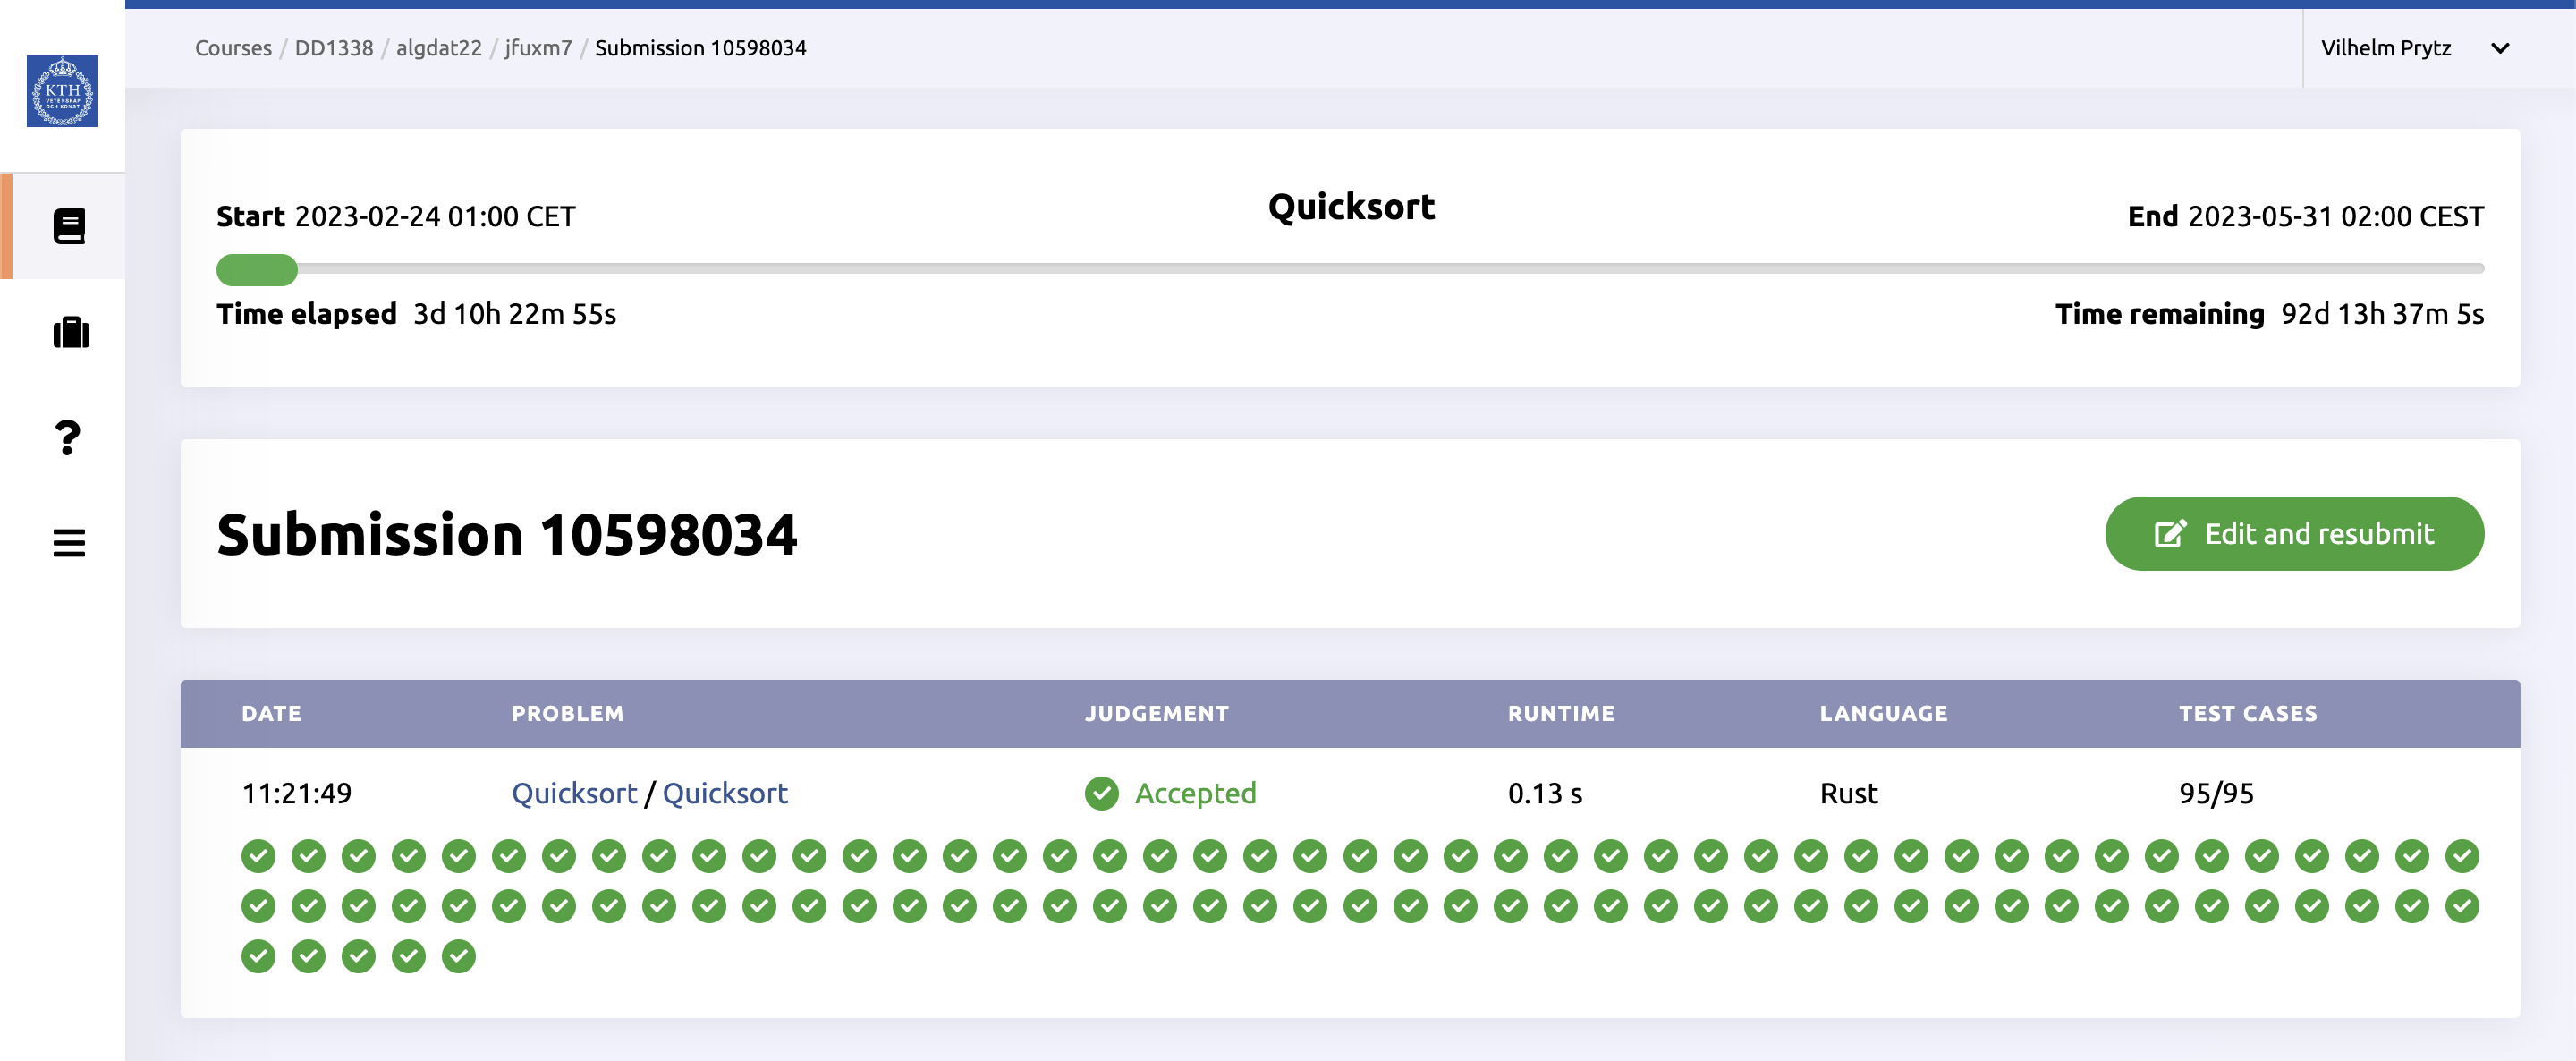 Courses / DD1338 / algdat22 / jfuxm7 / Submission 10598034
Vilhelm Prytz
KTH
VETENSKAP
OCH KONST
Quicksort
Start 2023-02-24 01:00 CET
End 2023-05-31 02:00 CEST
Time elapsed 3d 10h 22m 55s
Time remaining 92d 13h 37m 5s
Submission 10598034
Edit and resubmit
DATE PROBLEM JUDGEMENT RUNTIME LANGUAGE TEST CASES
11:21:49 Quicksort / Quicksort Accepted 0.13 s Rust 95/95